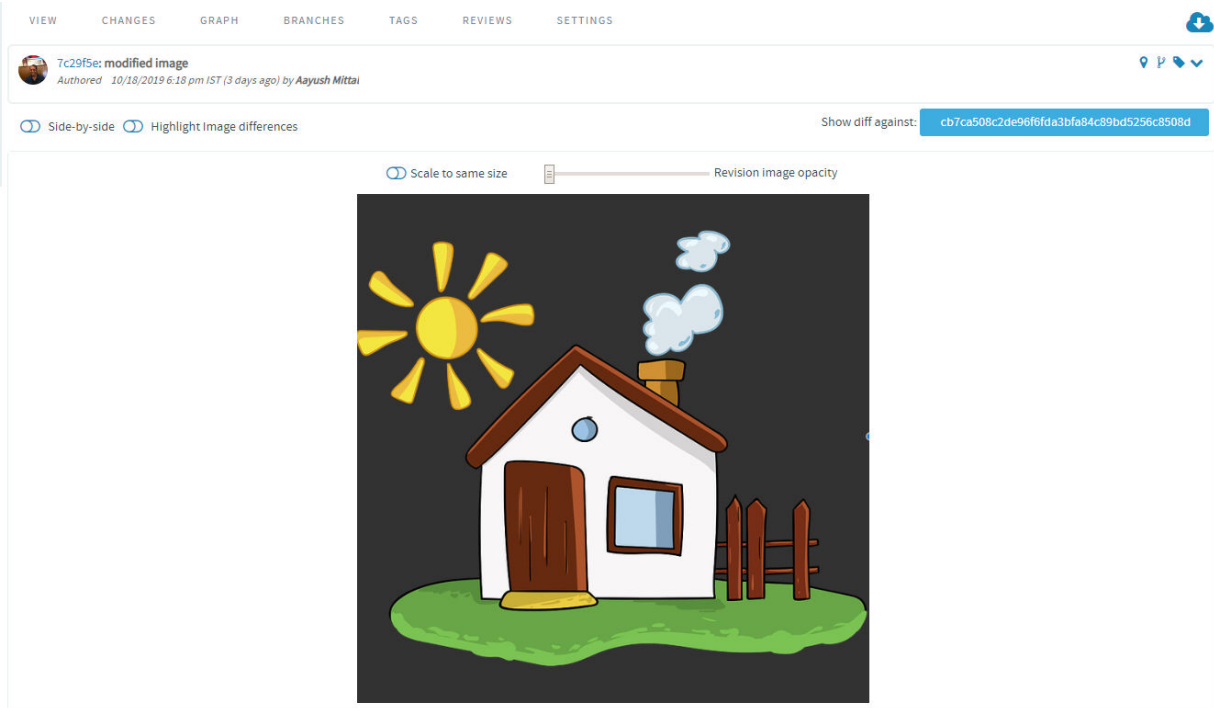 VIEW CHANGES GRAPH BRANCHES TAGS REVIEWS SETTINGS
7c29f5e: modified image
Authored 10/18/2019 6:18 pm IST (3 days ago) by Aayush Mittal
Side-by-side Highlight Image differences Show diff against: cb7ca508c2de96f6fda3bfa84c89bd5256c8508d
Scale to same size Revision image opacity